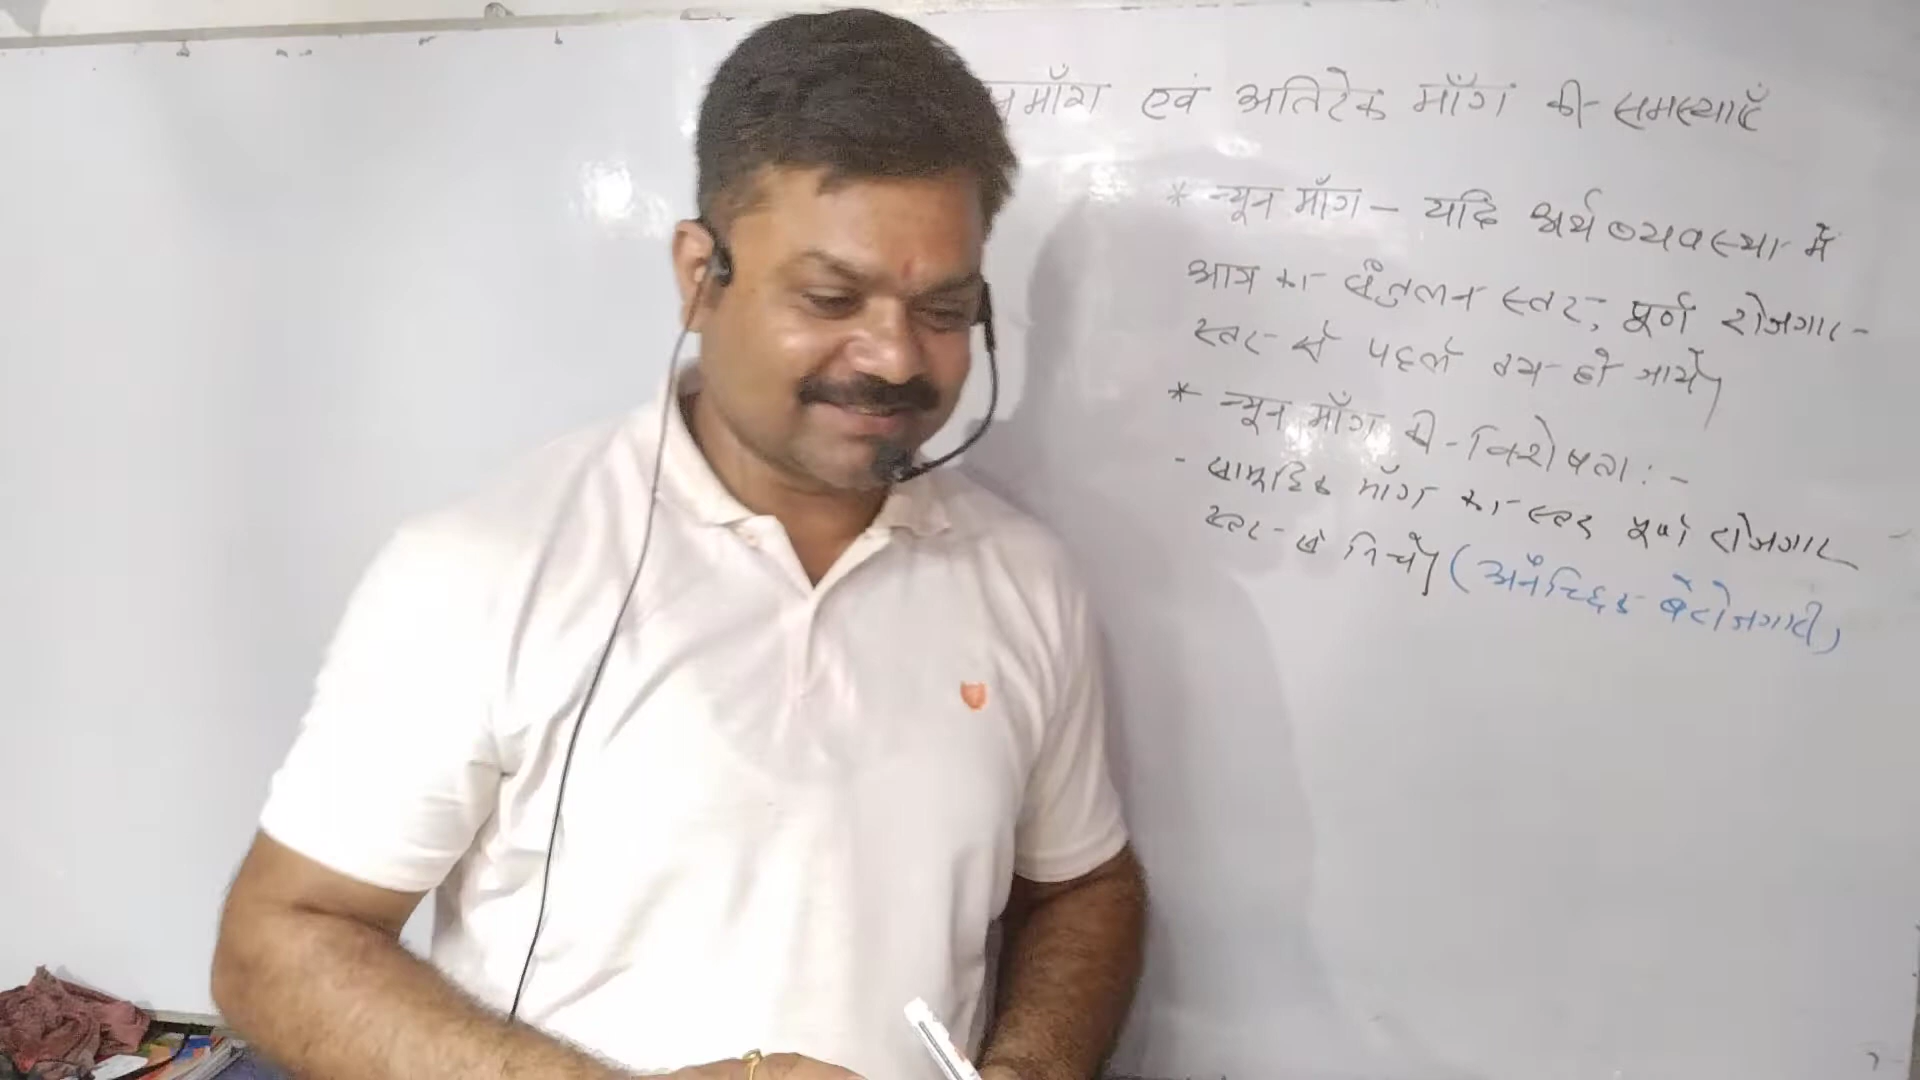 माँग एवं अतिरेक माँग की समस्याएँ
* न्यून माँग - यदि अर्थव्यवस्था में
आय का संतुलन स्तर, पूर्ण रोजगार
स्तर से पहले तय हो जाये।
* न्यून माँग की विशेषता :-
- सामूहिक माँग का स्तर पूर्ण रोजगार
स्तर से निचे। (अनैच्छिक बेरोजगारी)